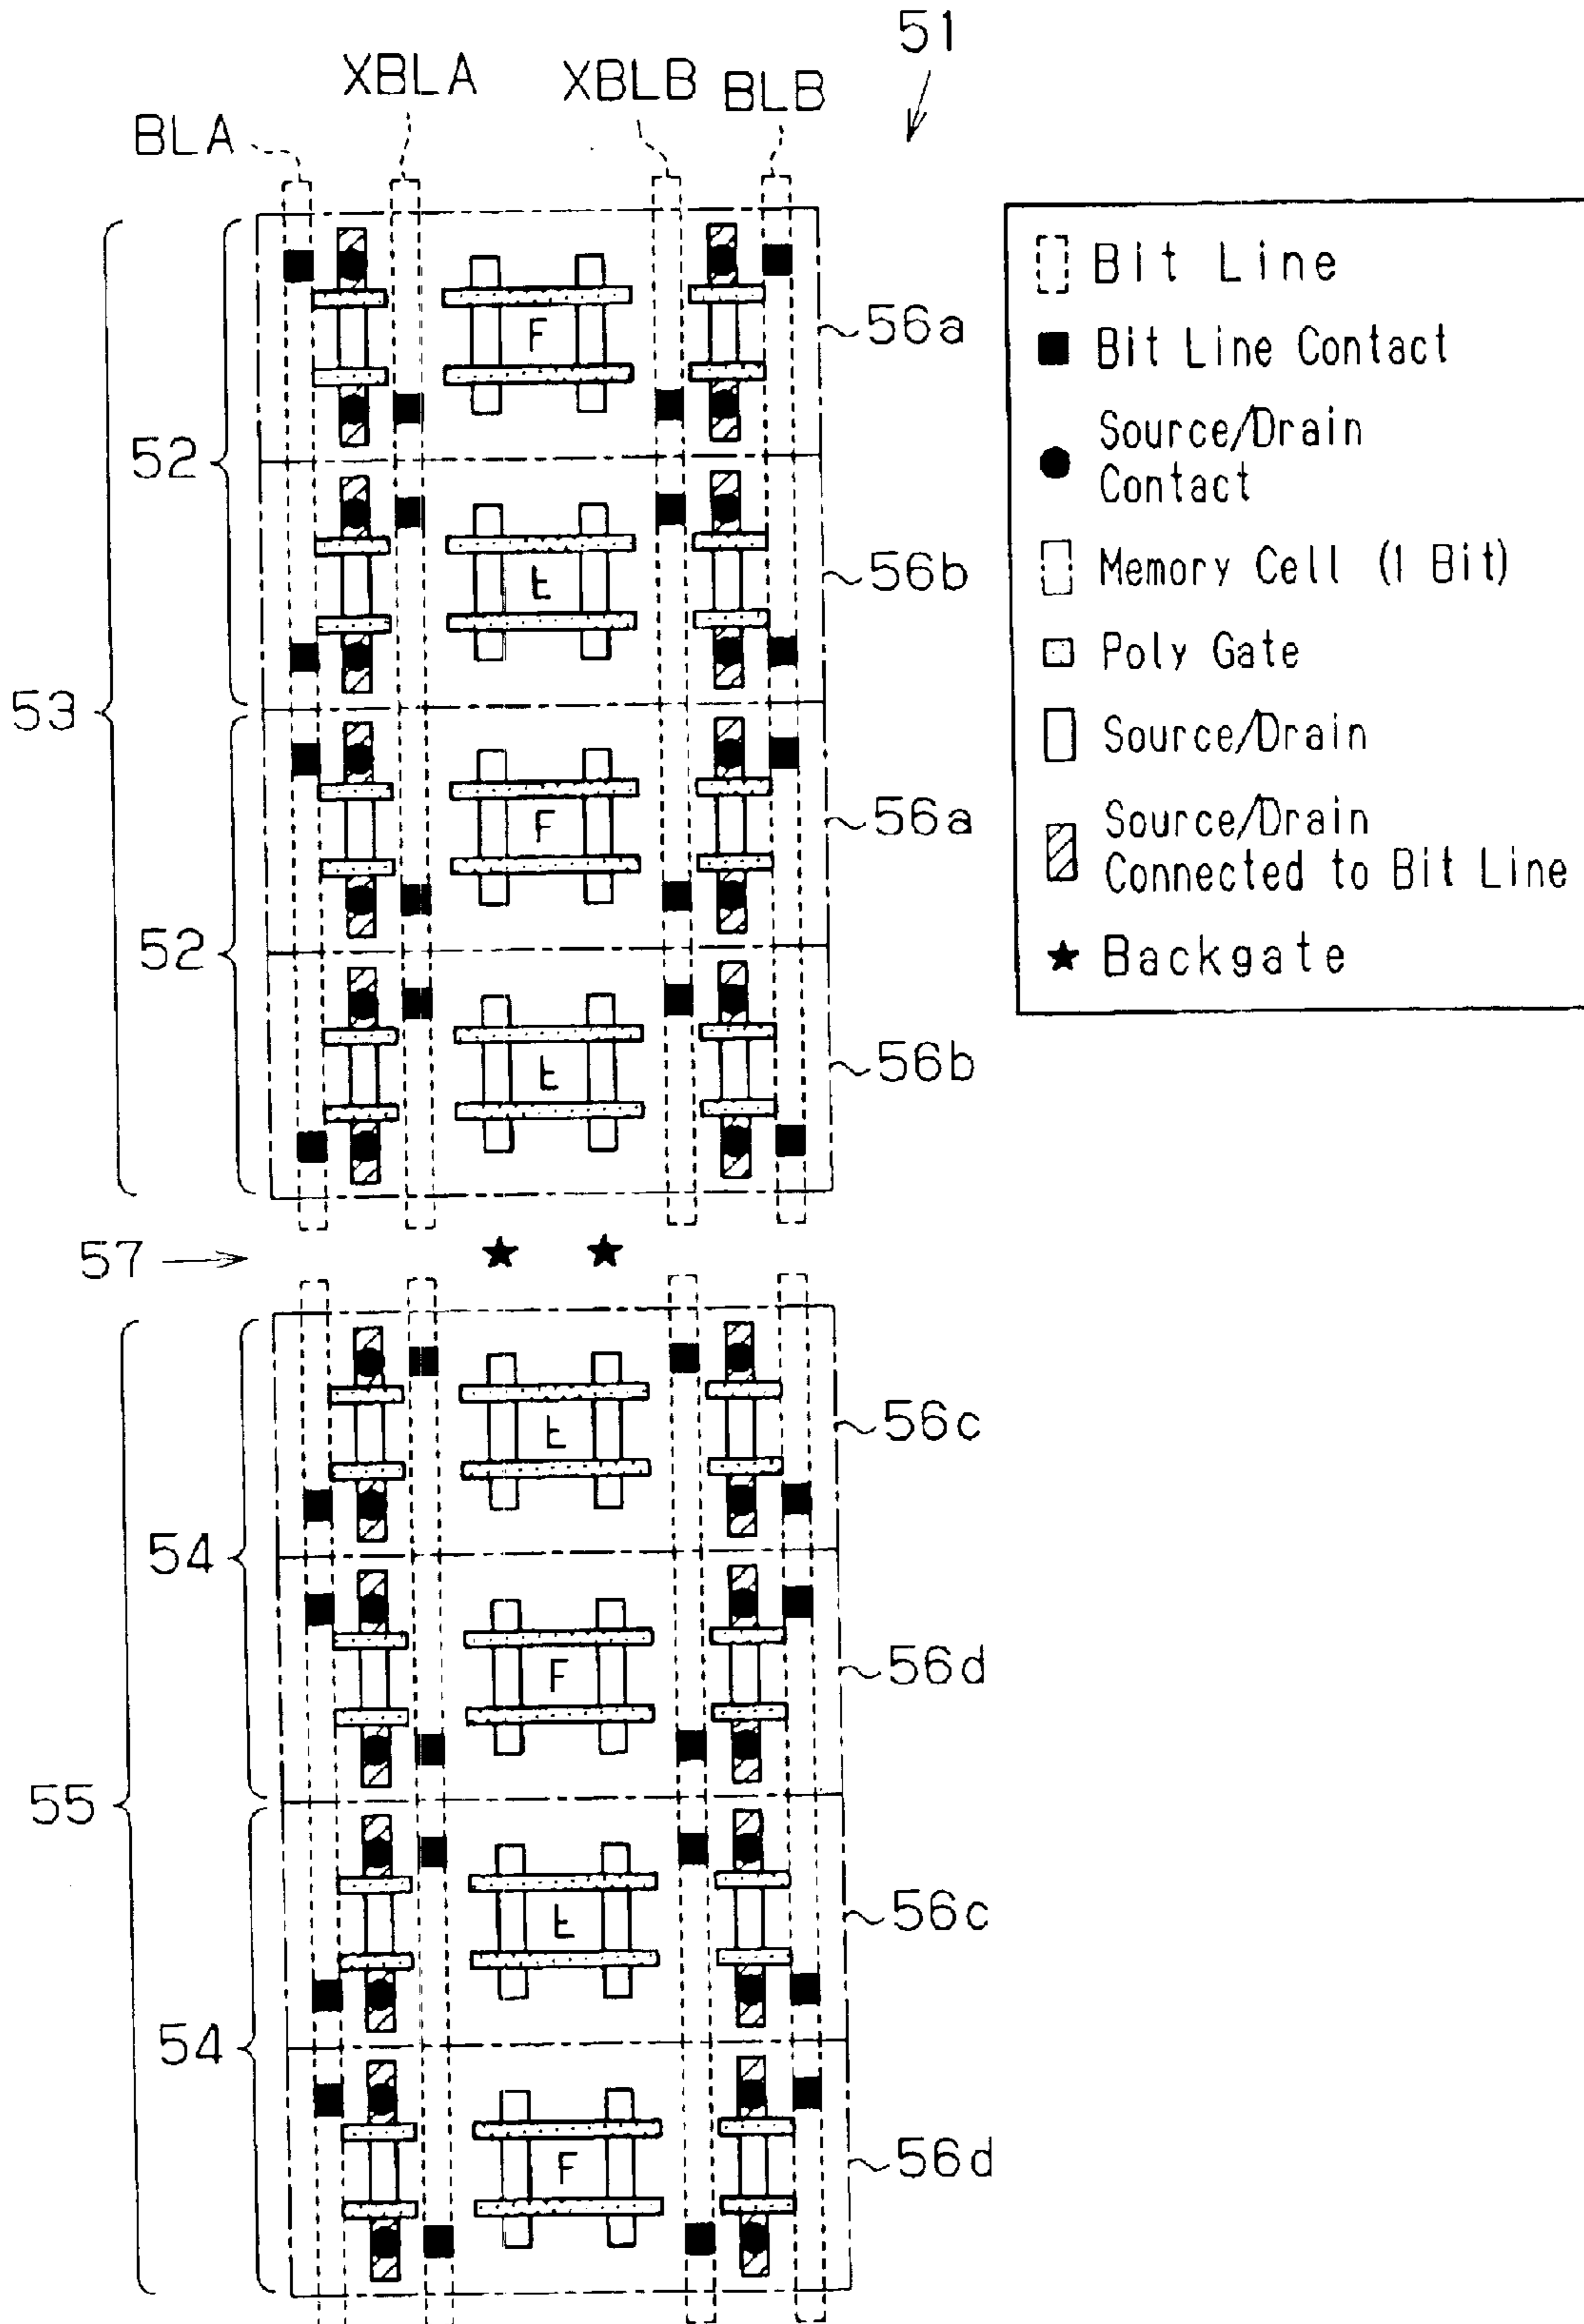 51
XBLA XBLB BLB
BLA
Bit Line
56a
Bit Line Contact
52
Source/Drain
Contact
56b
Memory Cell (1 Bit)
Poly Gate
53
Source/Drain
56a
Source/Drain
Connected to Bit Line
52
Backgate
56b
57
56c
54
56d
55
56c
54
56d
F
F
F
F